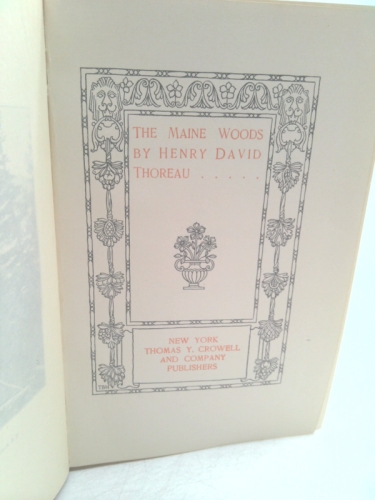 THE MAINE WOODS
BY HENRY DAVID
THOREAU . . . . .
NEW YORK
THOMAS Y. CROWELL
AND COMPANY
PUBLISHERS